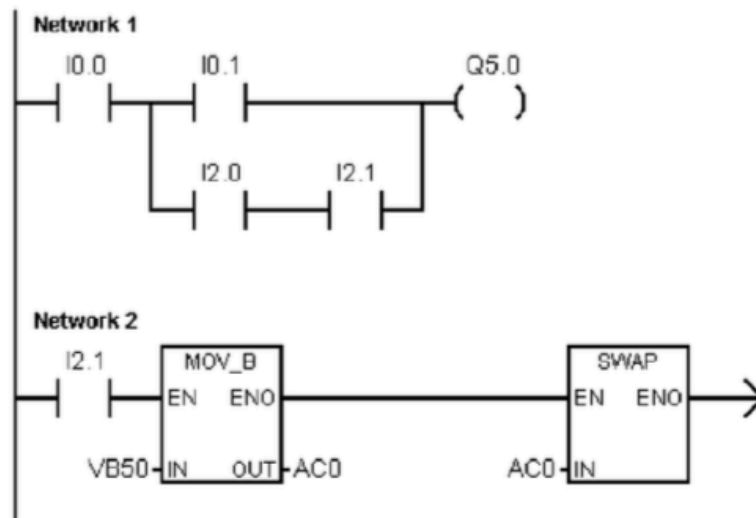 Network 1
I0.0 I0.1 Q5.0
I2.0 I2.1
Network 2
I2.1 MOV_B SWAP
EN ENO EN ENO
VB50 IN OUT AC0 AC0 IN